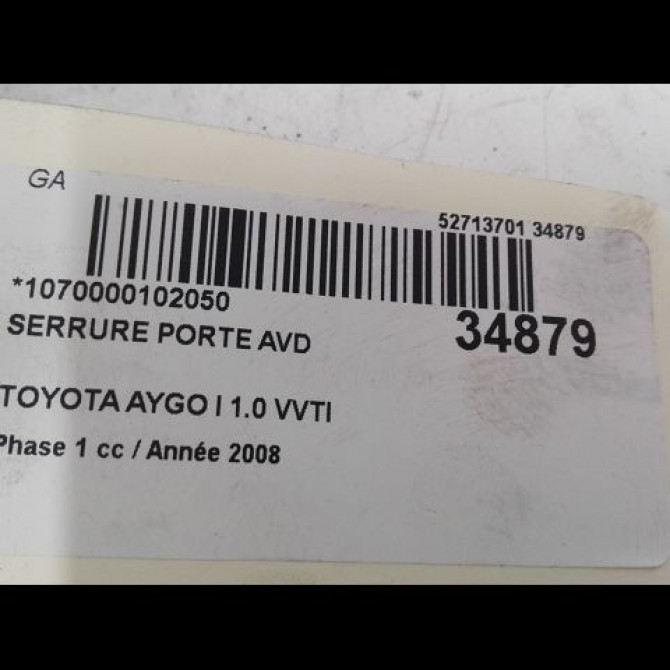 GA
52713701 34879
*1070000102050
34879
SERRURE PORTE AVD
TOYOTA AYGO I 1.0 VVTI
Phase 1 cc / Année 2008